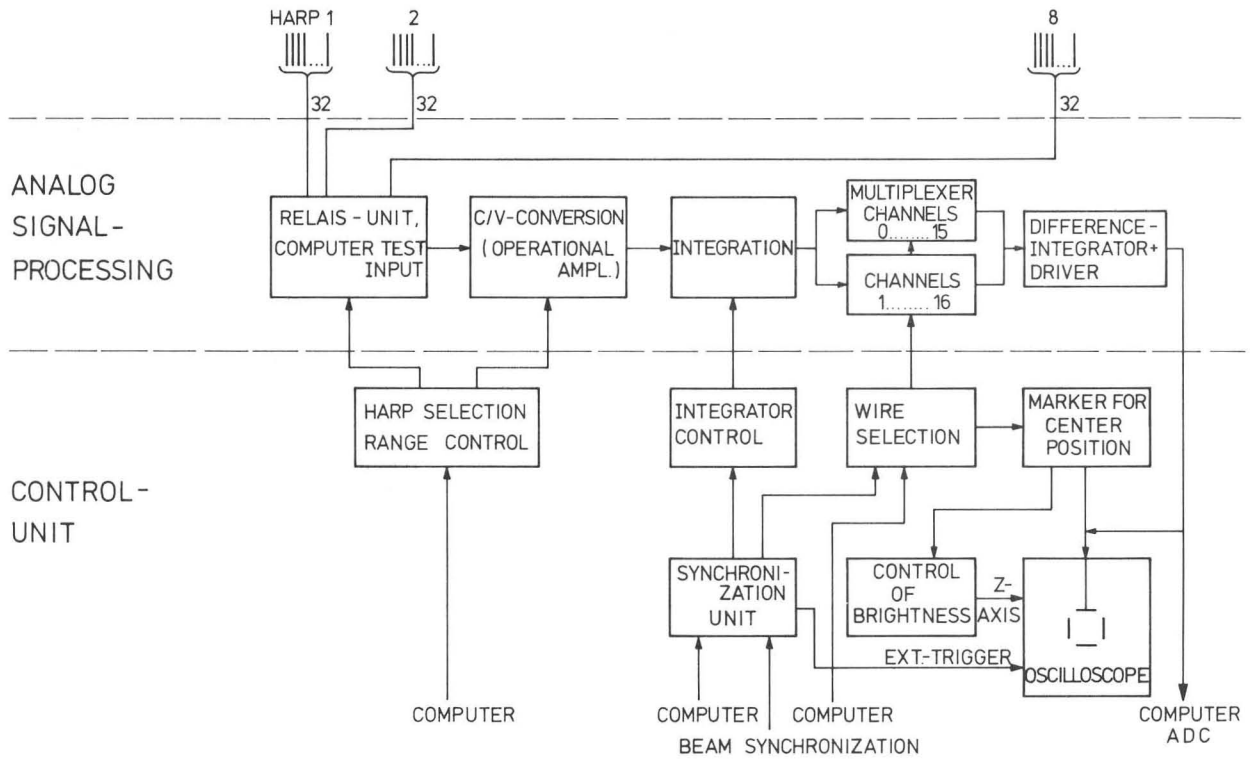 HARP 1
2
8
32
32
32
ANALOG
SIGNAL-
PROCESSING
RELAIS-UNIT,
COMPUTER TEST
INPUT
C/V-CONVERSION
(OPERATIONAL
AMPL.)
INTEGRATION
MULTIPLEXER
CHANNELS
0........15
CHANNELS
1........16
DIFFERENCE-
INTEGRATOR+
DRIVER
CONTROL-
UNIT
HARP SELECTION
RANGE CONTROL
INTEGRATOR
CONTROL
WIRE
SELECTION
MARKER FOR
CENTER
POSITION
SYNCHRONI-
ZATION
UNIT
CONTROL
OF
BRIGHTNESS
Z-
AXIS
EXT.-TRIGGER
OSCILLOSCOPE
COMPUTER
COMPUTER
COMPUTER
BEAM SYNCHRONIZATION
COMPUTER
ADC